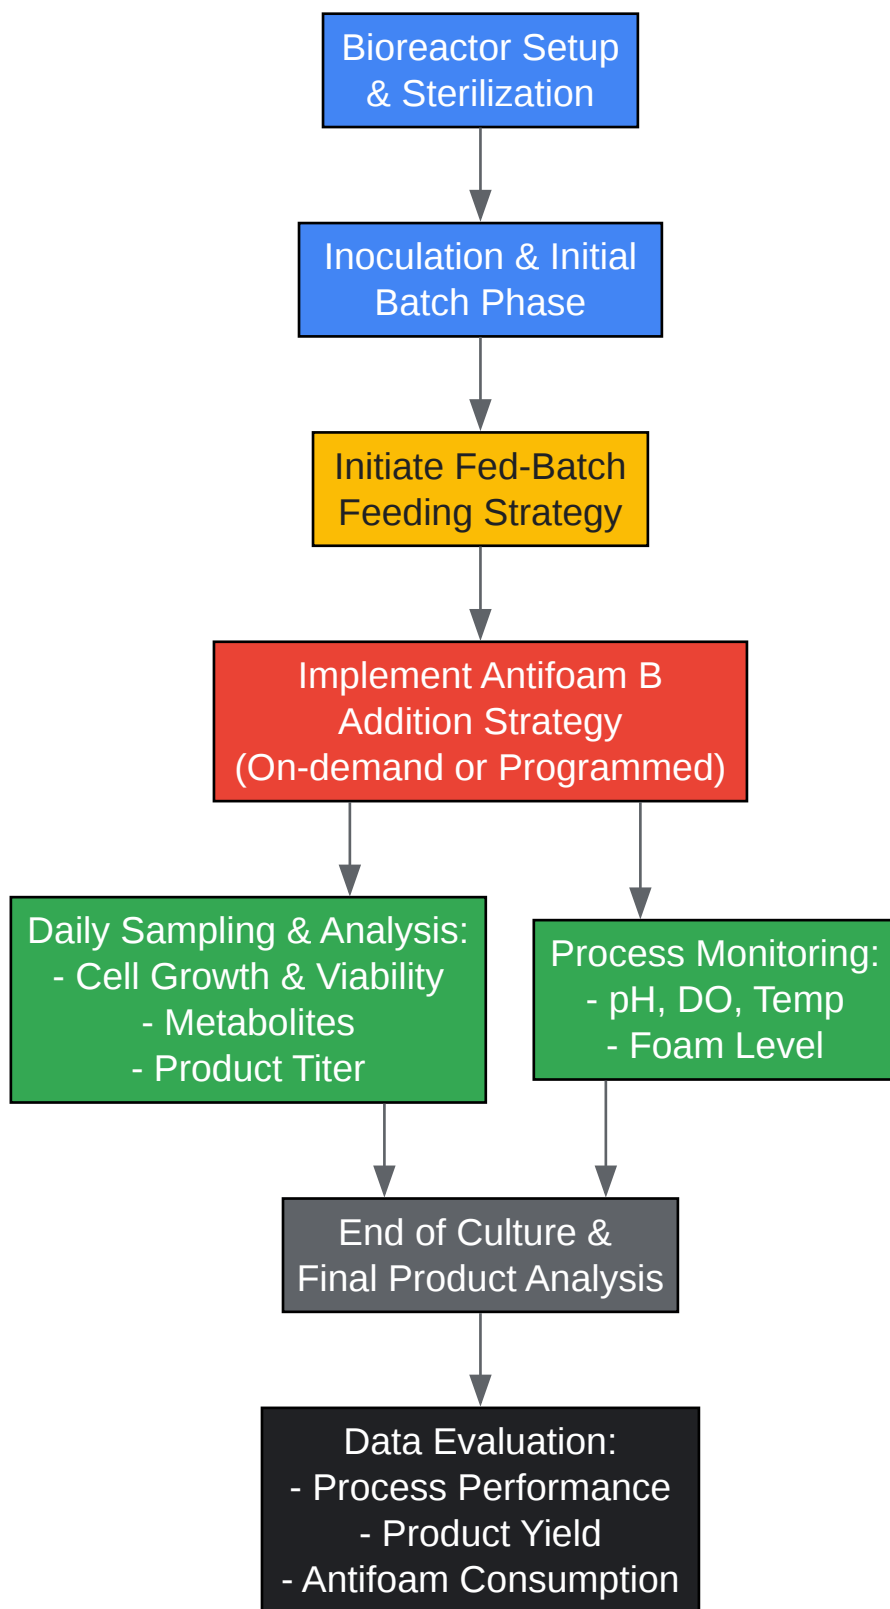 Bioreactor Setup
& Sterilization
Inoculation & Initial
Batch Phase
Initiate Fed-Batch
Feeding Strategy
Implement Antifoam B
Addition Strategy
(On-demand or Programmed)
Daily Sampling & Analysis:
- Cell Growth & Viability
- Metabolites
- Product Titer
Process Monitoring:
- pH, DO, Temp
- Foam Level
End of Culture &
Final Product Analysis
Data Evaluation:
- Process Performance
- Product Yield
- Antifoam Consumption